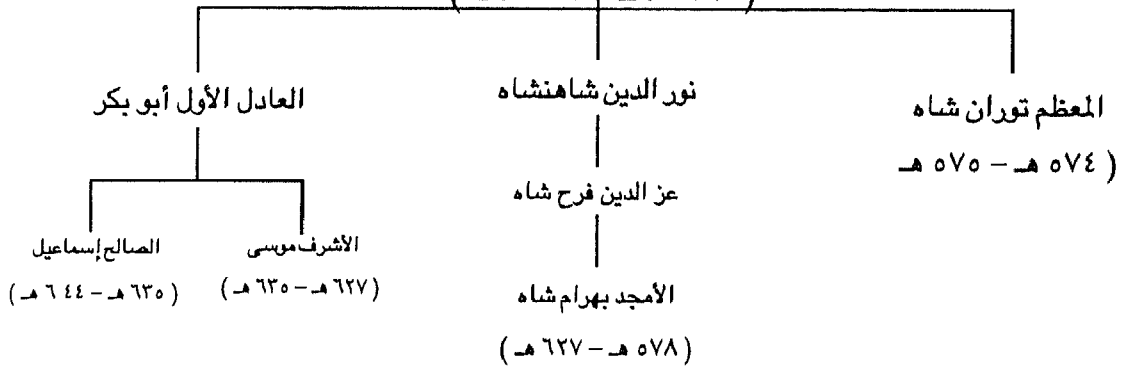 المعظم توران شاه
( ٥٧٤ هـ – ٥٧٥ هـ
نور الدين شاهنشاه
عز الدين فرح شاه
الأمجد بهرام شاه
( ٥٧٨ هـ – ٦٢٧ هـ )
العادل الأول أبو بكر
الأشرف موسى
( ٦٢٧ هـ – ٦٣٥ هـ )
الصالح إسماعيل
( ٦٣٥ هـ – ٦٤٤ هـ )